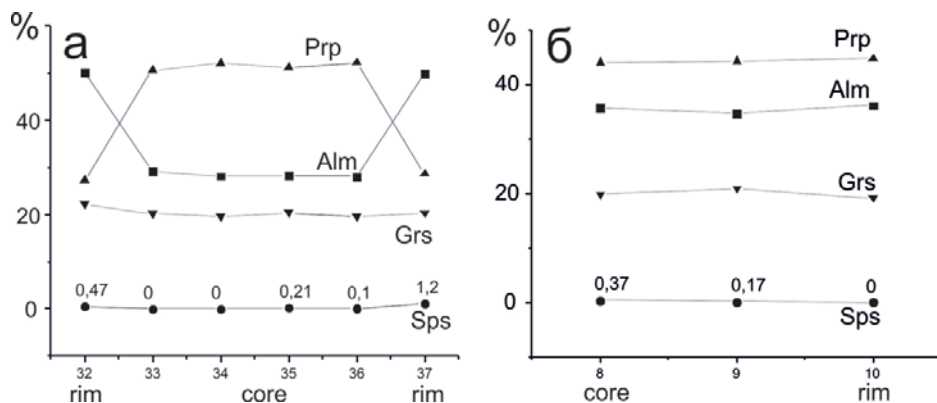 % а
Prp
40
Alm
20
Grs
0,47 0 0 0,21 0,1 1,2
0
Sps
32 33 34 35 36 37
rim core rim
% б
Prp
40
Alm
20
Grs
0,37 0,17 0
0
Sps
8 9 10
core rim